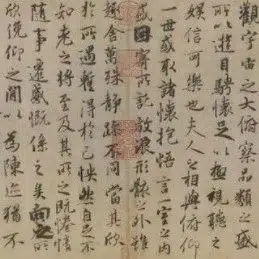 觀宇宙之大俯察品類之盛
所以遊目騁懷足以極視聽之
娛信可樂也夫人之相與俯仰
一世或取諸懷抱悟言一室之內
或因寄所託放浪形骸之外雖
趣舍萬殊靜躁不同當其欣
於所遇暫得於己怏然自足不
知老之將至及其所之既惓情
隨事遷感慨係之矣向之所
欣俛仰之間以為陳迹猶不